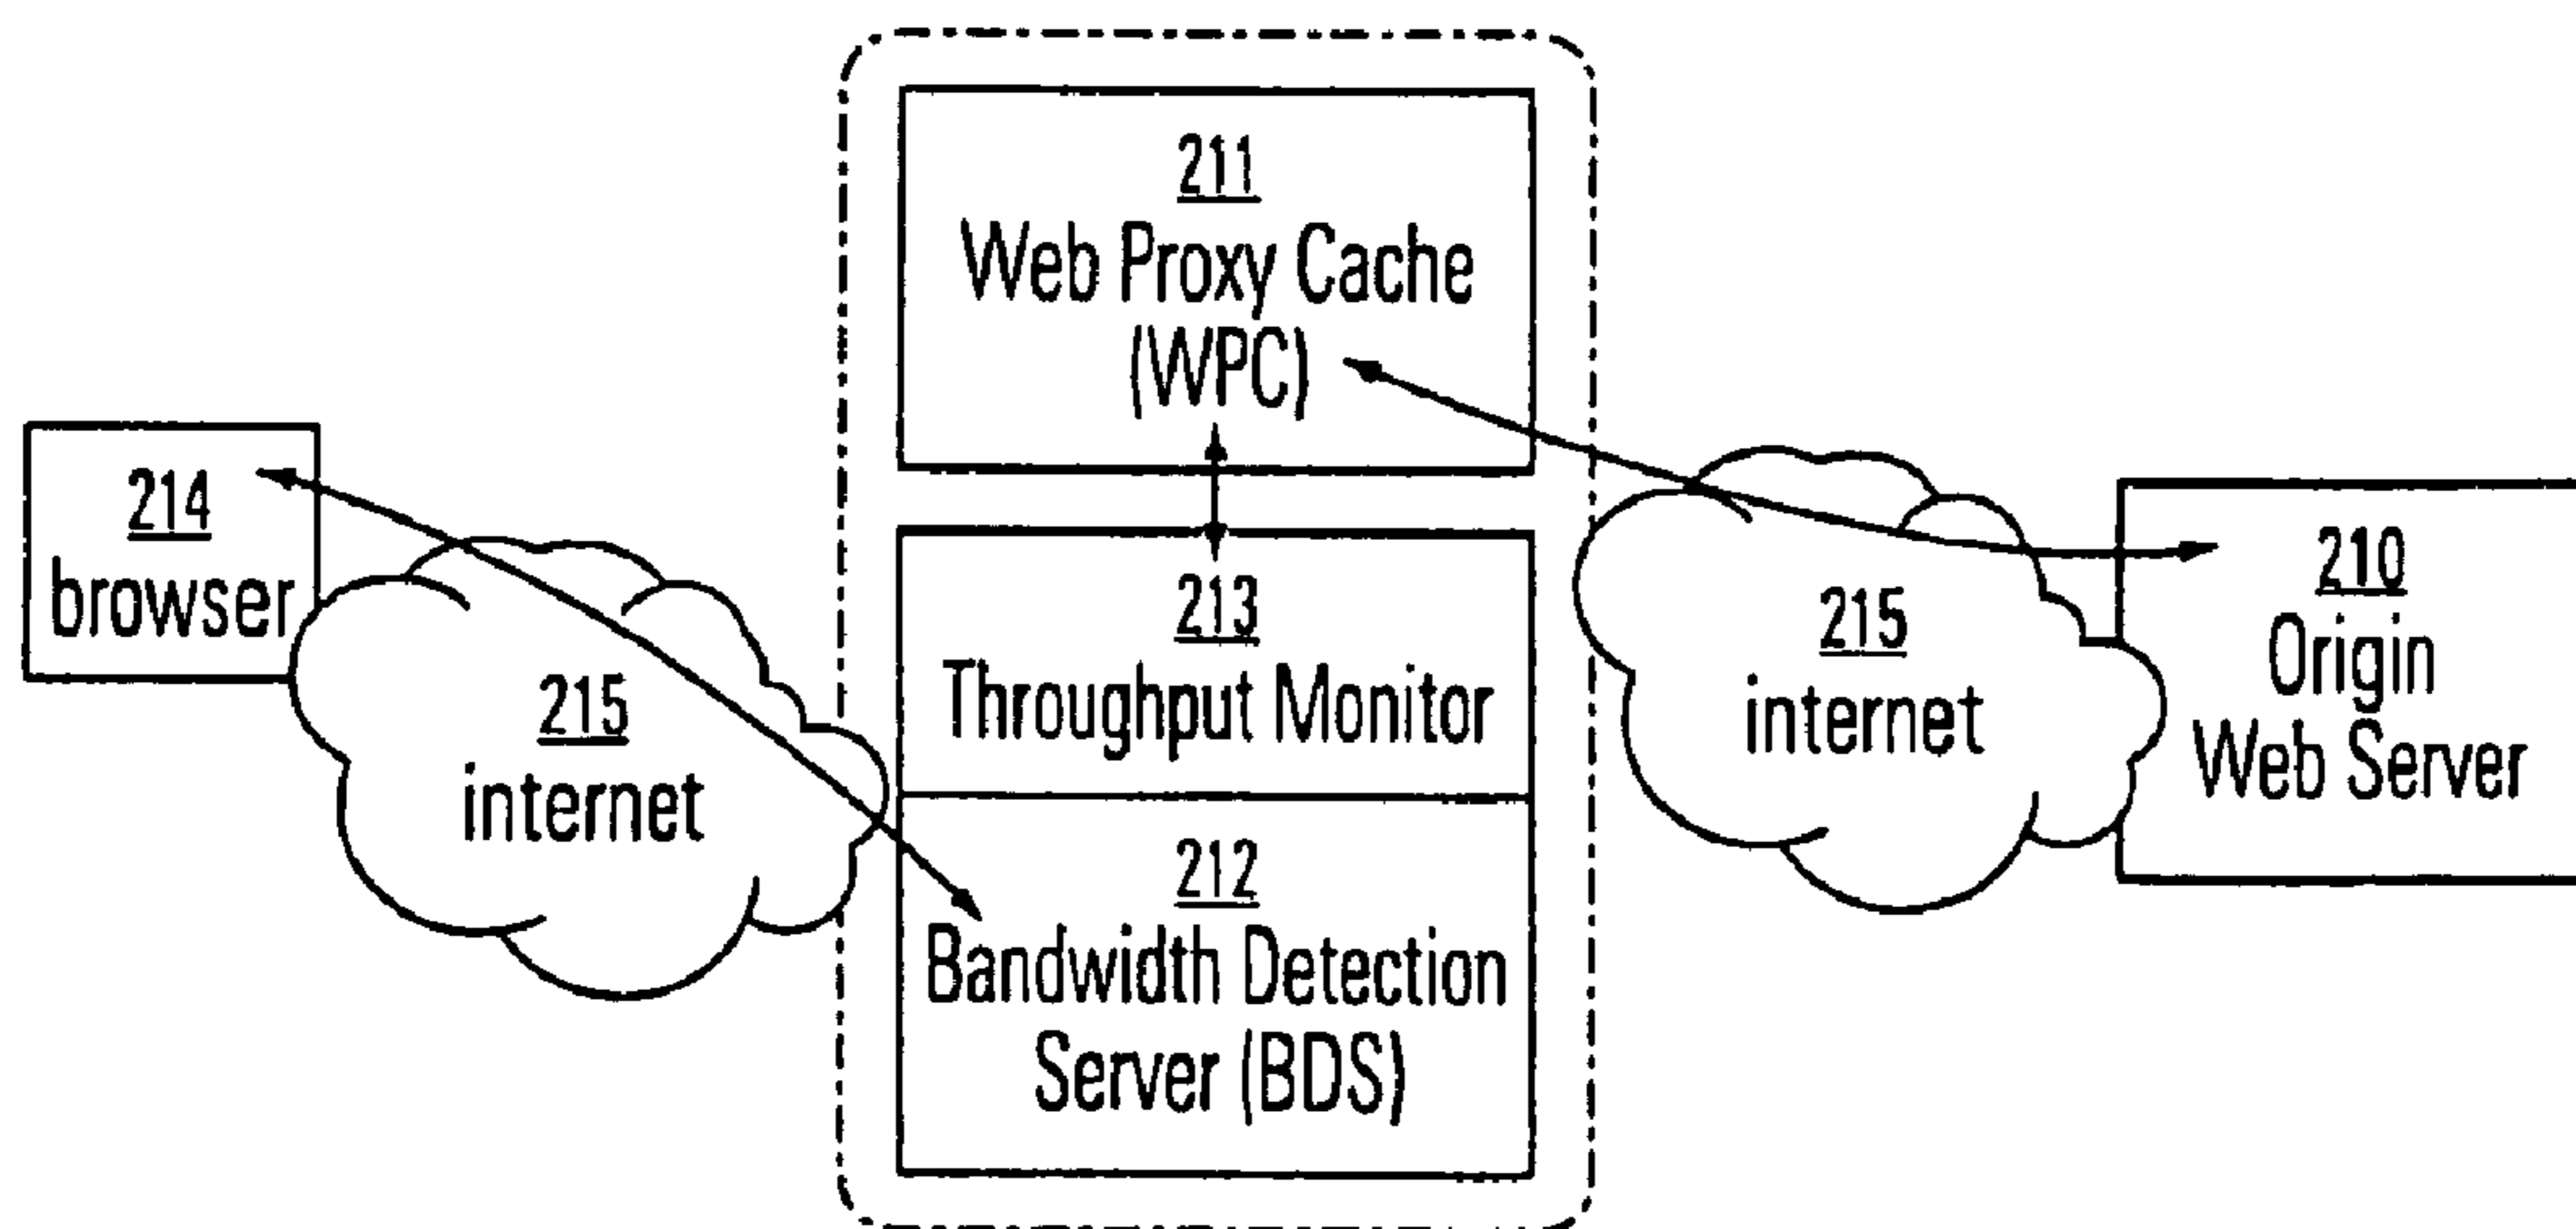 211
Web Proxy Cache
(WPC)
214
browser
213
Throughput Monitor
215
internet
212
Bandwidth Detection
Server (BDS)
215
internet
210
Origin
Web Server